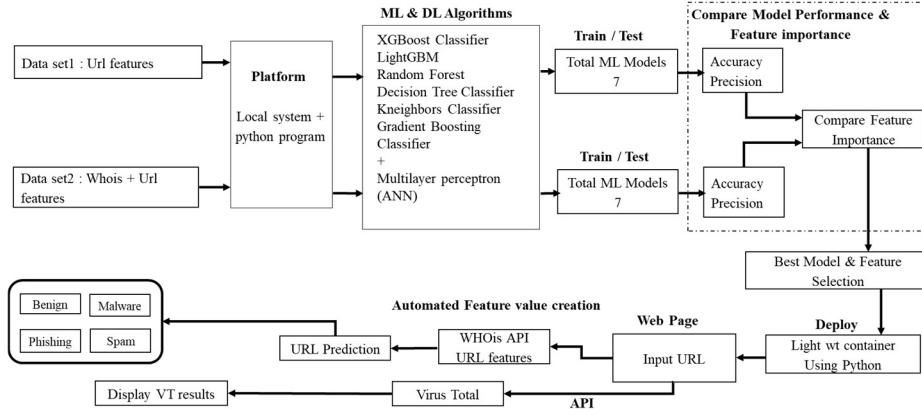 ML & DL Algorithms
Compare Model Performance &
Feature importance
Train / Test
Data set1 : Url features
Platform
Local system +
python program
XGBoost Classifier
LightGBM
Random Forest
Decision Tree Classifier
Kneighbors Classifier
Gradient Boosting
Classifier
+
Multilayer perceptron
(ANN)
Total ML Models
7
Accuracy
Precision
Compare Feature
Importance
Data set2 : Whois + Url
features
Train / Test
Total ML Models
7
Accuracy
Precision
Best Model & Feature
Selection
Deploy
Light wt container
Using Python
Web Page
Input URL
Automated Feature value creation
WHOis API
URL features
URL Prediction
Benign
Malware
Phishing
Spam
API
Virus Total
Display VT results